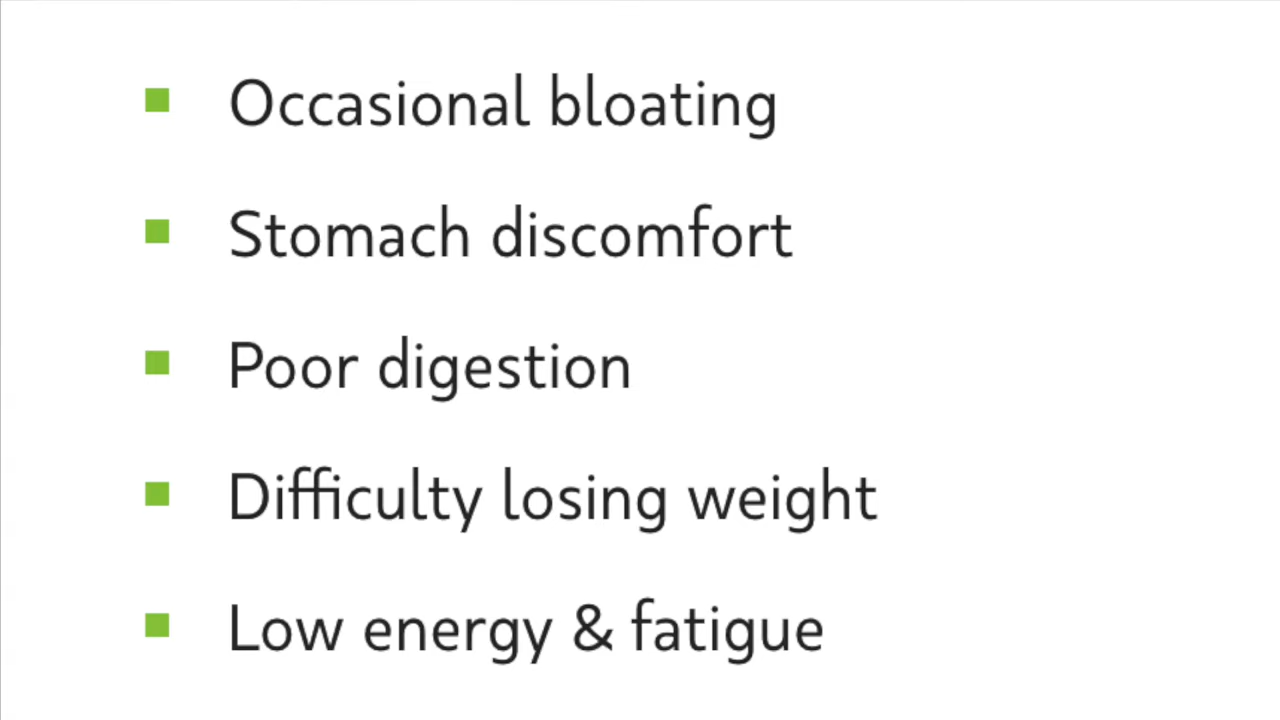 Occasional bloating
Stomach discomfort
Poor digestion
Difficulty losing weight
Low energy & fatigue